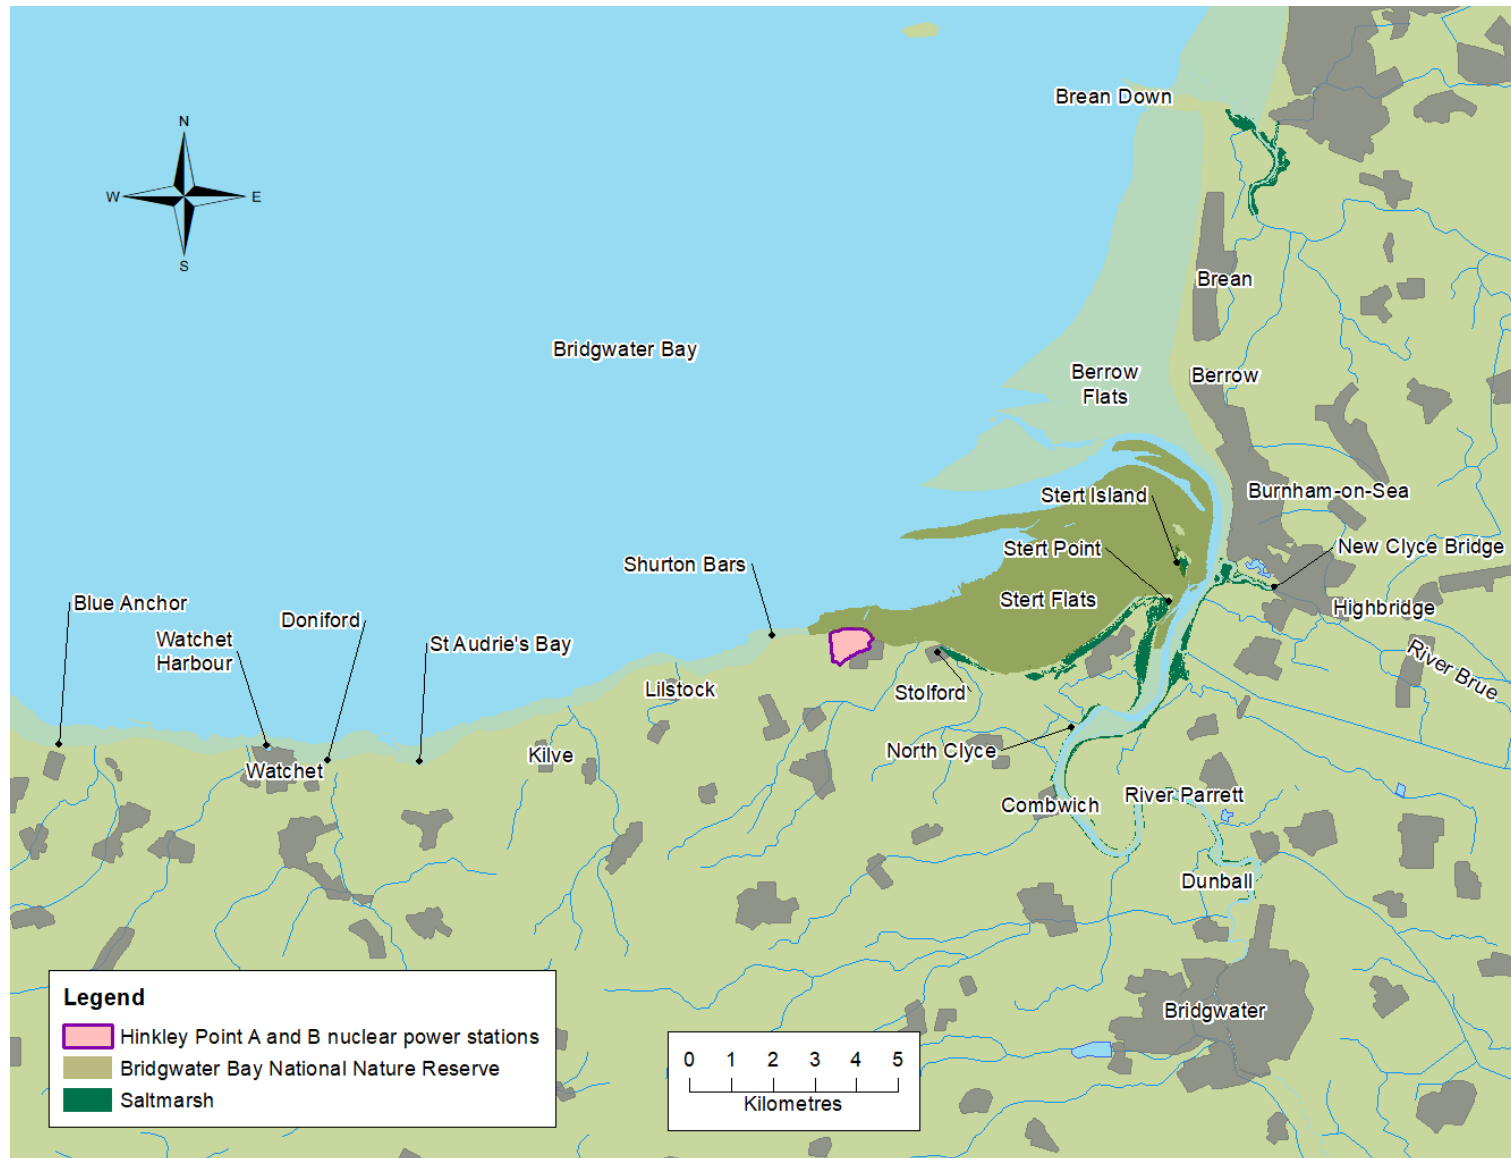 Brean Down
N
W
E
S
Brean
Bridgwater Bay
Berrow
Flats
Berrow
Stert Island
Burnham-on-Sea
Stert Point
New Clyce Bridge
Shurton Bars
Stert Flats
Blue Anchor
Highbridge
Doniford
Watchet
Harbour
St Audrie's Bay
River Brue
Lilstock
Stolford
North Clyce
Kilve
Watchet
Combwich
River Parrett
Dunball
Bridgwater
Legend
Hinkley Point A and B nuclear power stations
Bridgwater Bay National Nature Reserve
Saltmarsh
0 1 2 3 4 5
Kilometres